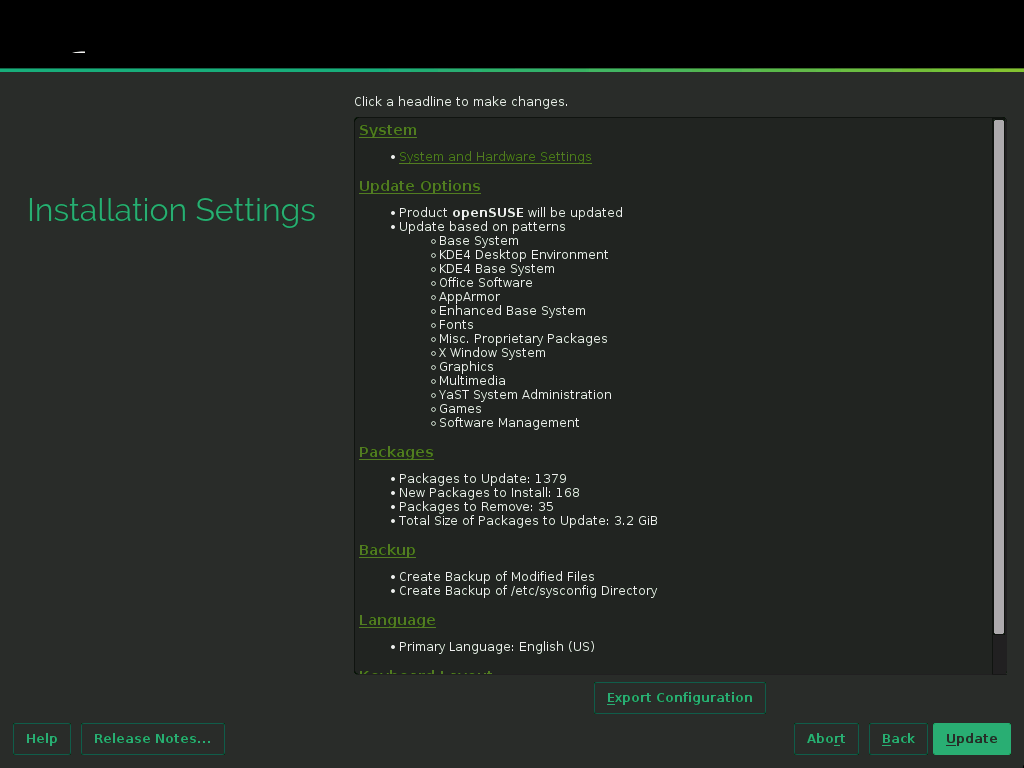 Click a headline to make changes.
Installation Settings
System
System and Hardware Settings
Update Options
Product openSUSE will be updated
Update based on patterns
Base System
KDE4 Desktop Environment
KDE4 Base System
Office Software
AppArmor
Enhanced Base System
Fonts
Misc. Proprietary Packages
X Window System
Graphics
Multimedia
YaST System Administration
Games
Software Management
Packages
Packages to Update: 1379
New Packages to Install: 168
Packages to Remove: 35
Total Size of Packages to Update: 3.2 GiB
Backup
Create Backup of Modified Files
Create Backup of /etc/sysconfig Directory
Language
Primary Language: English (US)
Keyboard Layout
Export Configuration
Help
Release Notes...
Abort
Back
Update